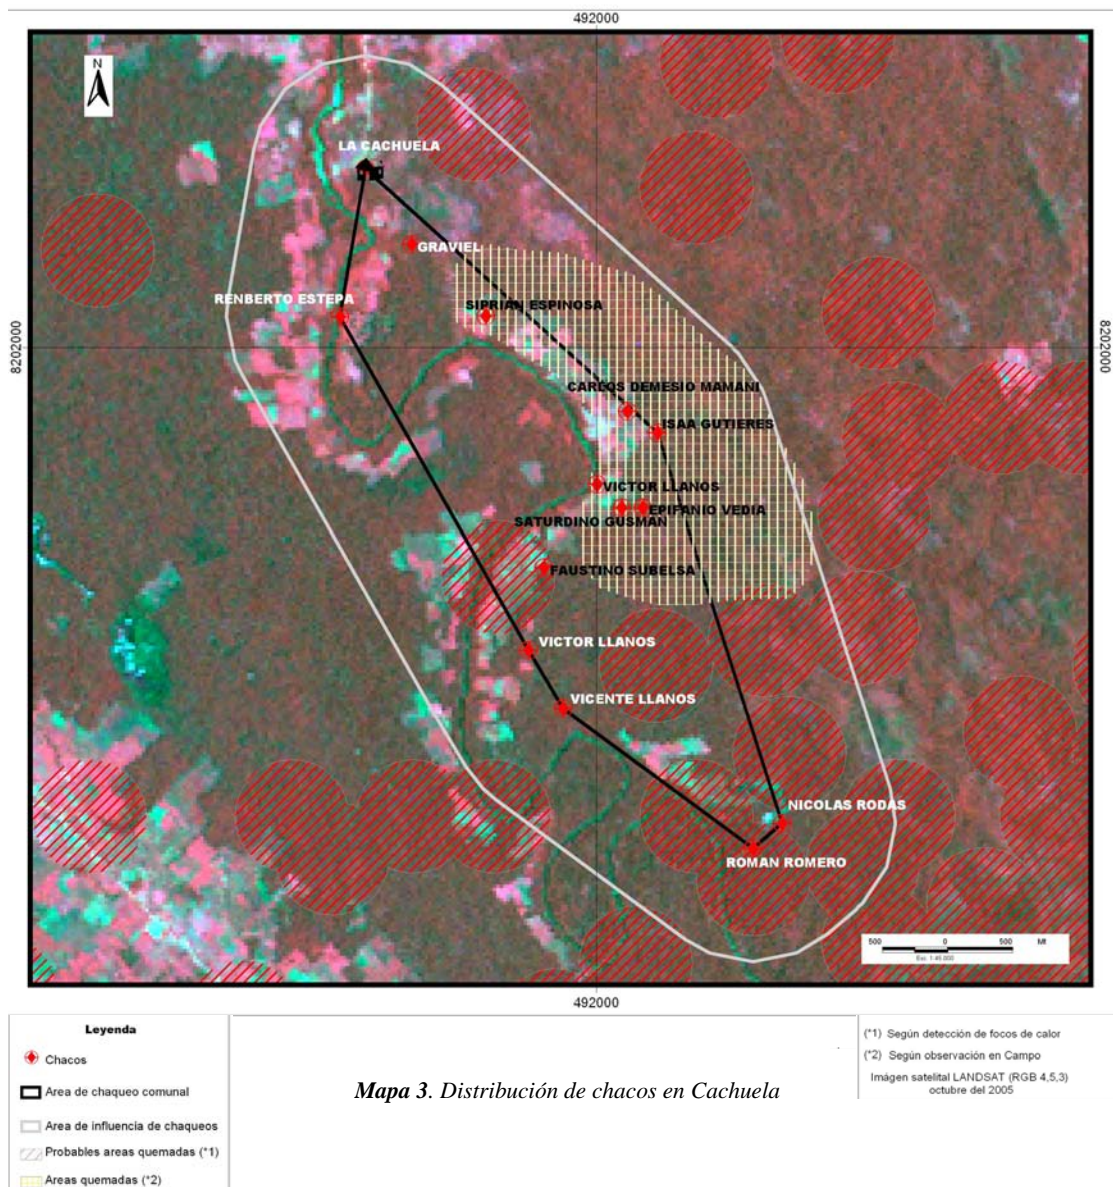 492000
N
LA CACHUELA
GRAVIEL
RENBERTO ESTEPA
SIPRIAN ESPINOSA
8202000
8202000
CARLOS DEMESIO MAMANI
ISAA GUTIERES
VICTOR LLANOS
EPIFANIO VEDIA
SATURDINO GUSMAN
FAUSTINO SUBELSA
VICTOR LLANOS
VICENTE LLANOS
NICOLAS RODAS
ROMAN ROMERO
500 0 500 Mt
Esc. 1:45.000
492000
Leyenda
Chacos
Area de chaqueo comunal
Area de influencia de chaqueos
Probables areas quemadas (*1)
Areas quemadas (*2)
Mapa 3. Distribución de chacos en Cachuela
(*1) Según detección de focos de calor
(*2) Según observación en Campo
Imágen satelital LANDSAT (RGB 4,5,3)
octubre del 2005